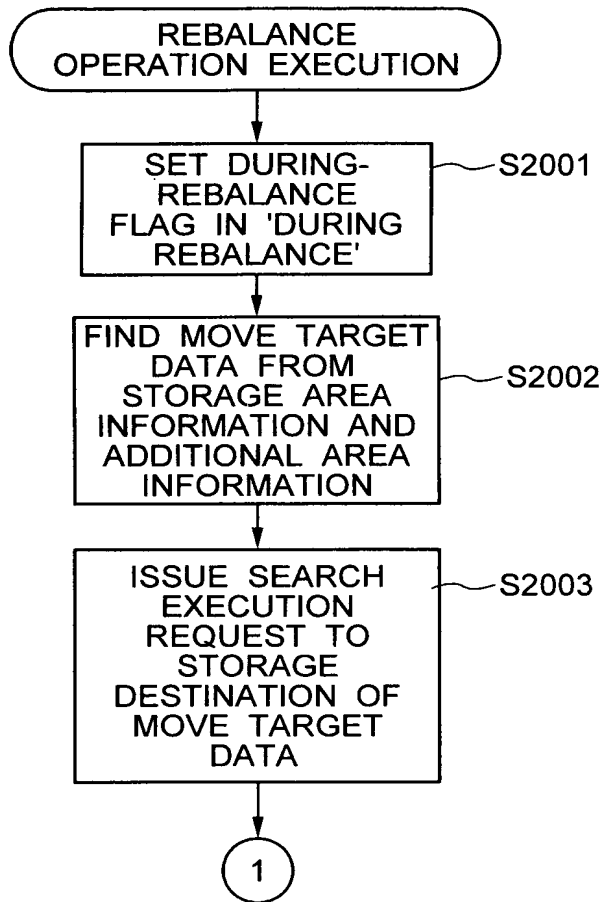 REBALANCE
OPERATION EXECUTION
SET DURING-
REBALANCE
FLAG IN 'DURING
REBALANCE'
S2001
FIND MOVE TARGET
DATA FROM
STORAGE AREA
INFORMATION AND
ADDITIONAL AREA
INFORMATION
S2002
ISSUE SEARCH
EXECUTION
REQUEST TO
STORAGE
DESTINATION OF
MOVE TARGET
DATA
S2003
1